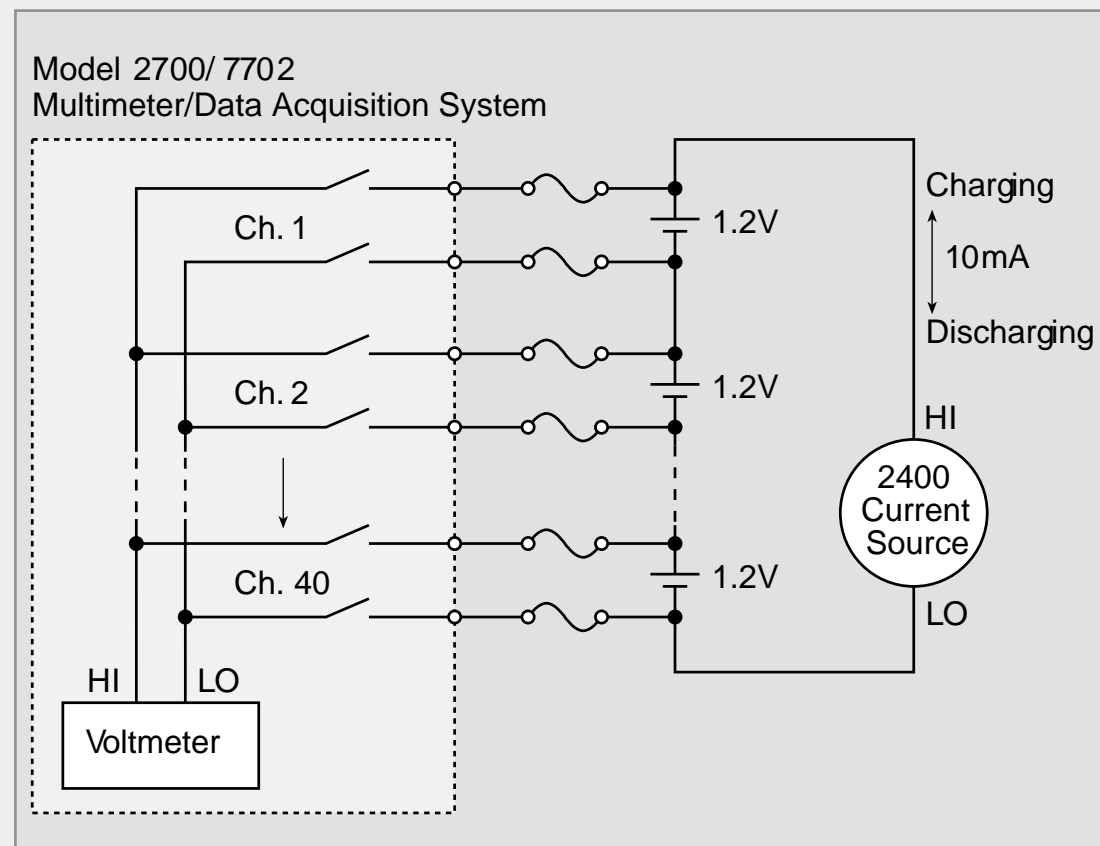 Model 2700/ 7702
Multimeter/Data Acquisition System
Ch. 1
1.2V
Charging
10mA
Discharging
Ch. 2
1.2V
HI
2400
Current
Source
Ch. 40
1.2V
LO
HI LO
Voltmeter